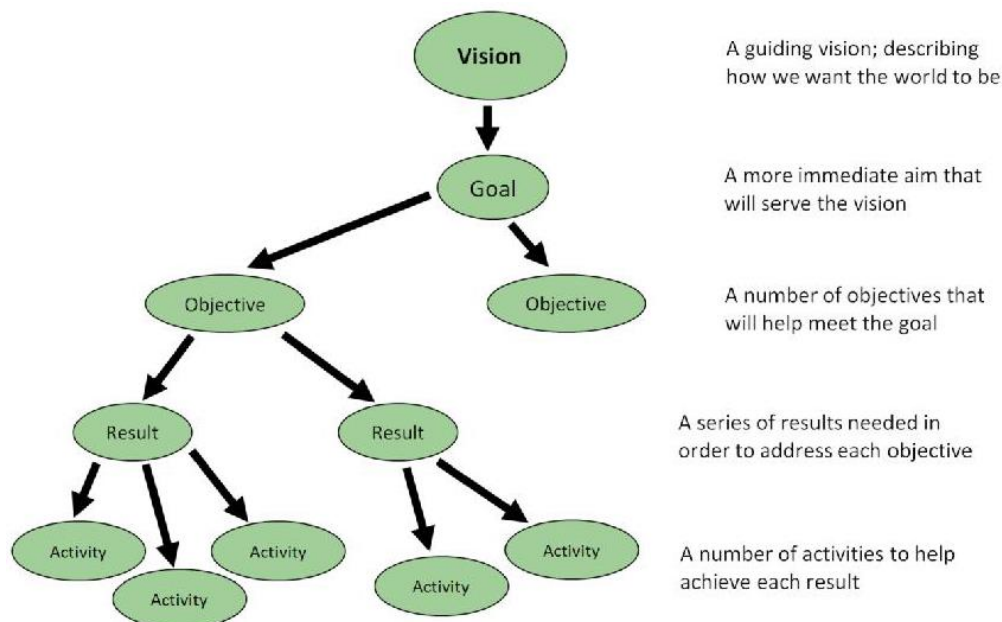 Vision
A guiding vision; describing
how we want the world to be
Goal
A more immediate aim that
will serve the vision
Objective
Objective
A number of objectives that
will help meet the goal
Result
Result
A series of results needed in
order to address each objective
Activity
Activity
Activity
Activity
Activity
A number of activities to help
achieve each result